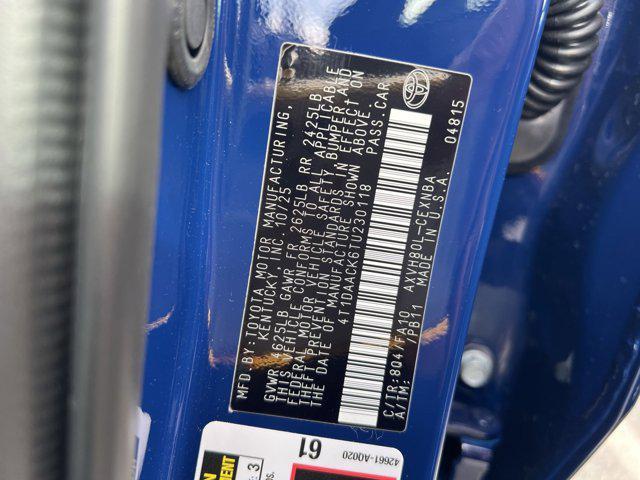 MFD.BY:TOYOTA MOTOR MANUFACTURING,
KENTUCKY, INC. 10/25
GVWR 4625LB GAWR FR 2625LB RR 2425LB
THIS VEHICLE CONFORMS TO ALL APPLICABLE
FEDERAL MOTOR VEHICLE SAFETY, BUMPER, AND
THEFT PREVENTION STANDARDS IN EFFECT ON
THE DATE OF MANUFACTURE SHOWN ABOVE.
4T1DAACK6TU230118 PASS.CAR
C/TR:8Q4/FA10 AXVH80L-CEXNBA
A/TM: /PB11 MADE IN U.S.A. 04815
61
42661-A0020
3